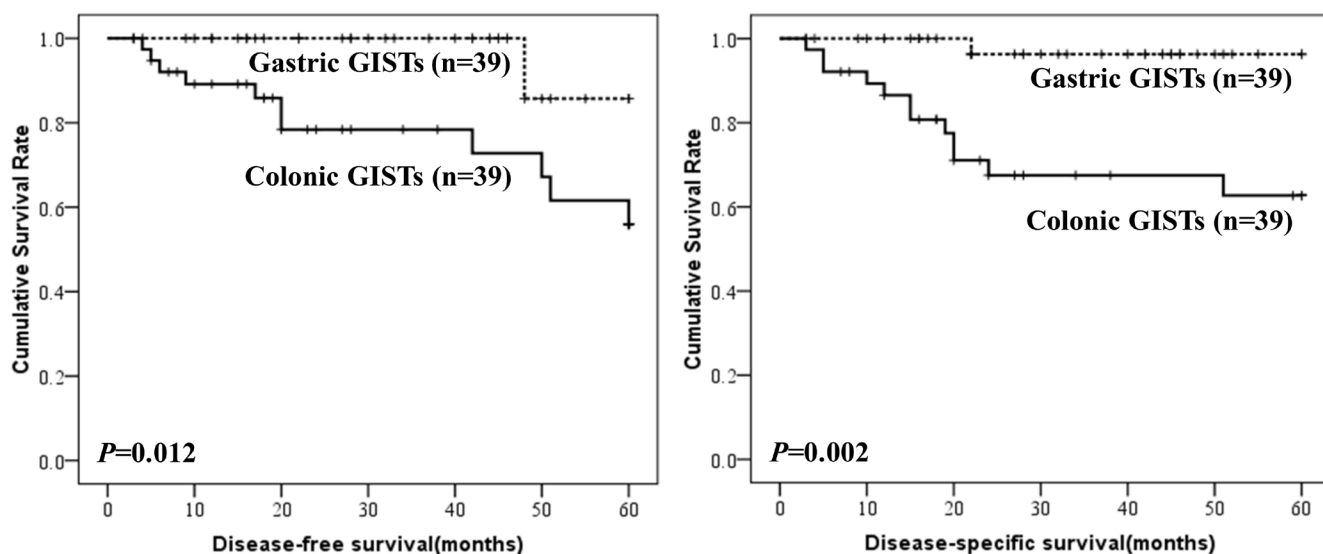 Cumulative Survival Rate
1.0
0.8
0.6
0.4
0.2
0.0
Gastric GISTs (n=39)
Colonic GISTs (n=39)
P=0.012
0 10 20 30 40 50 60
Disease-free survival(months)
Cumulative Suvival Rate
1.0
0.8
0.6
0.4
0.2
0.0
Gastric GISTs (n=39)
Colonic GISTs (n=39)
P=0.002
0 10 20 30 40 50 60
Disease-specific survival(months)